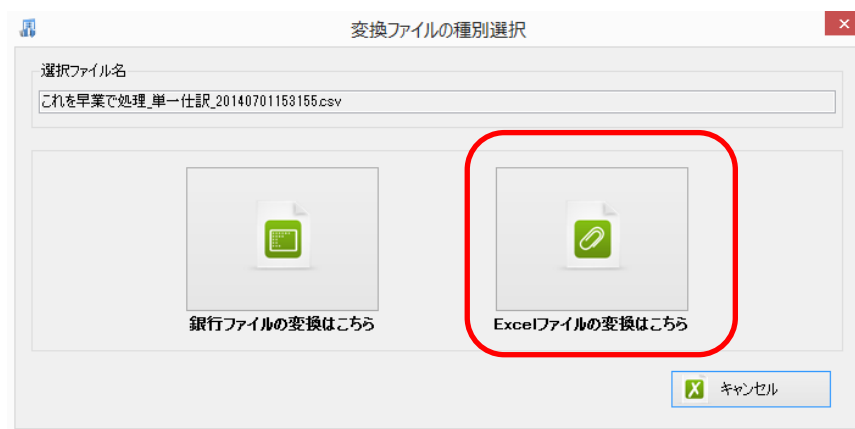 変換ファイルの種別選択
選択ファイル名
これを早業で処理_単一仕訳_20140701153155.csv
銀行ファイルの変換はこちら
Excelファイルの変換はこちら
キャンセル